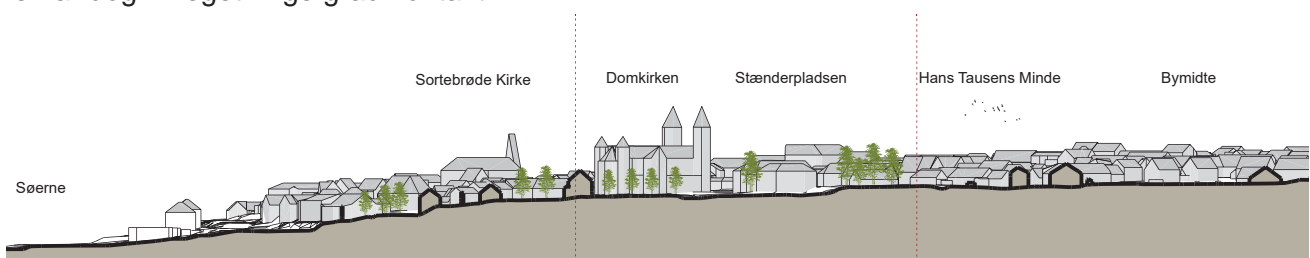 Sortebrøde Kirke
Domkirken
Stænderpladsen
Hans Tausens Minde
Bymidte
Søerne